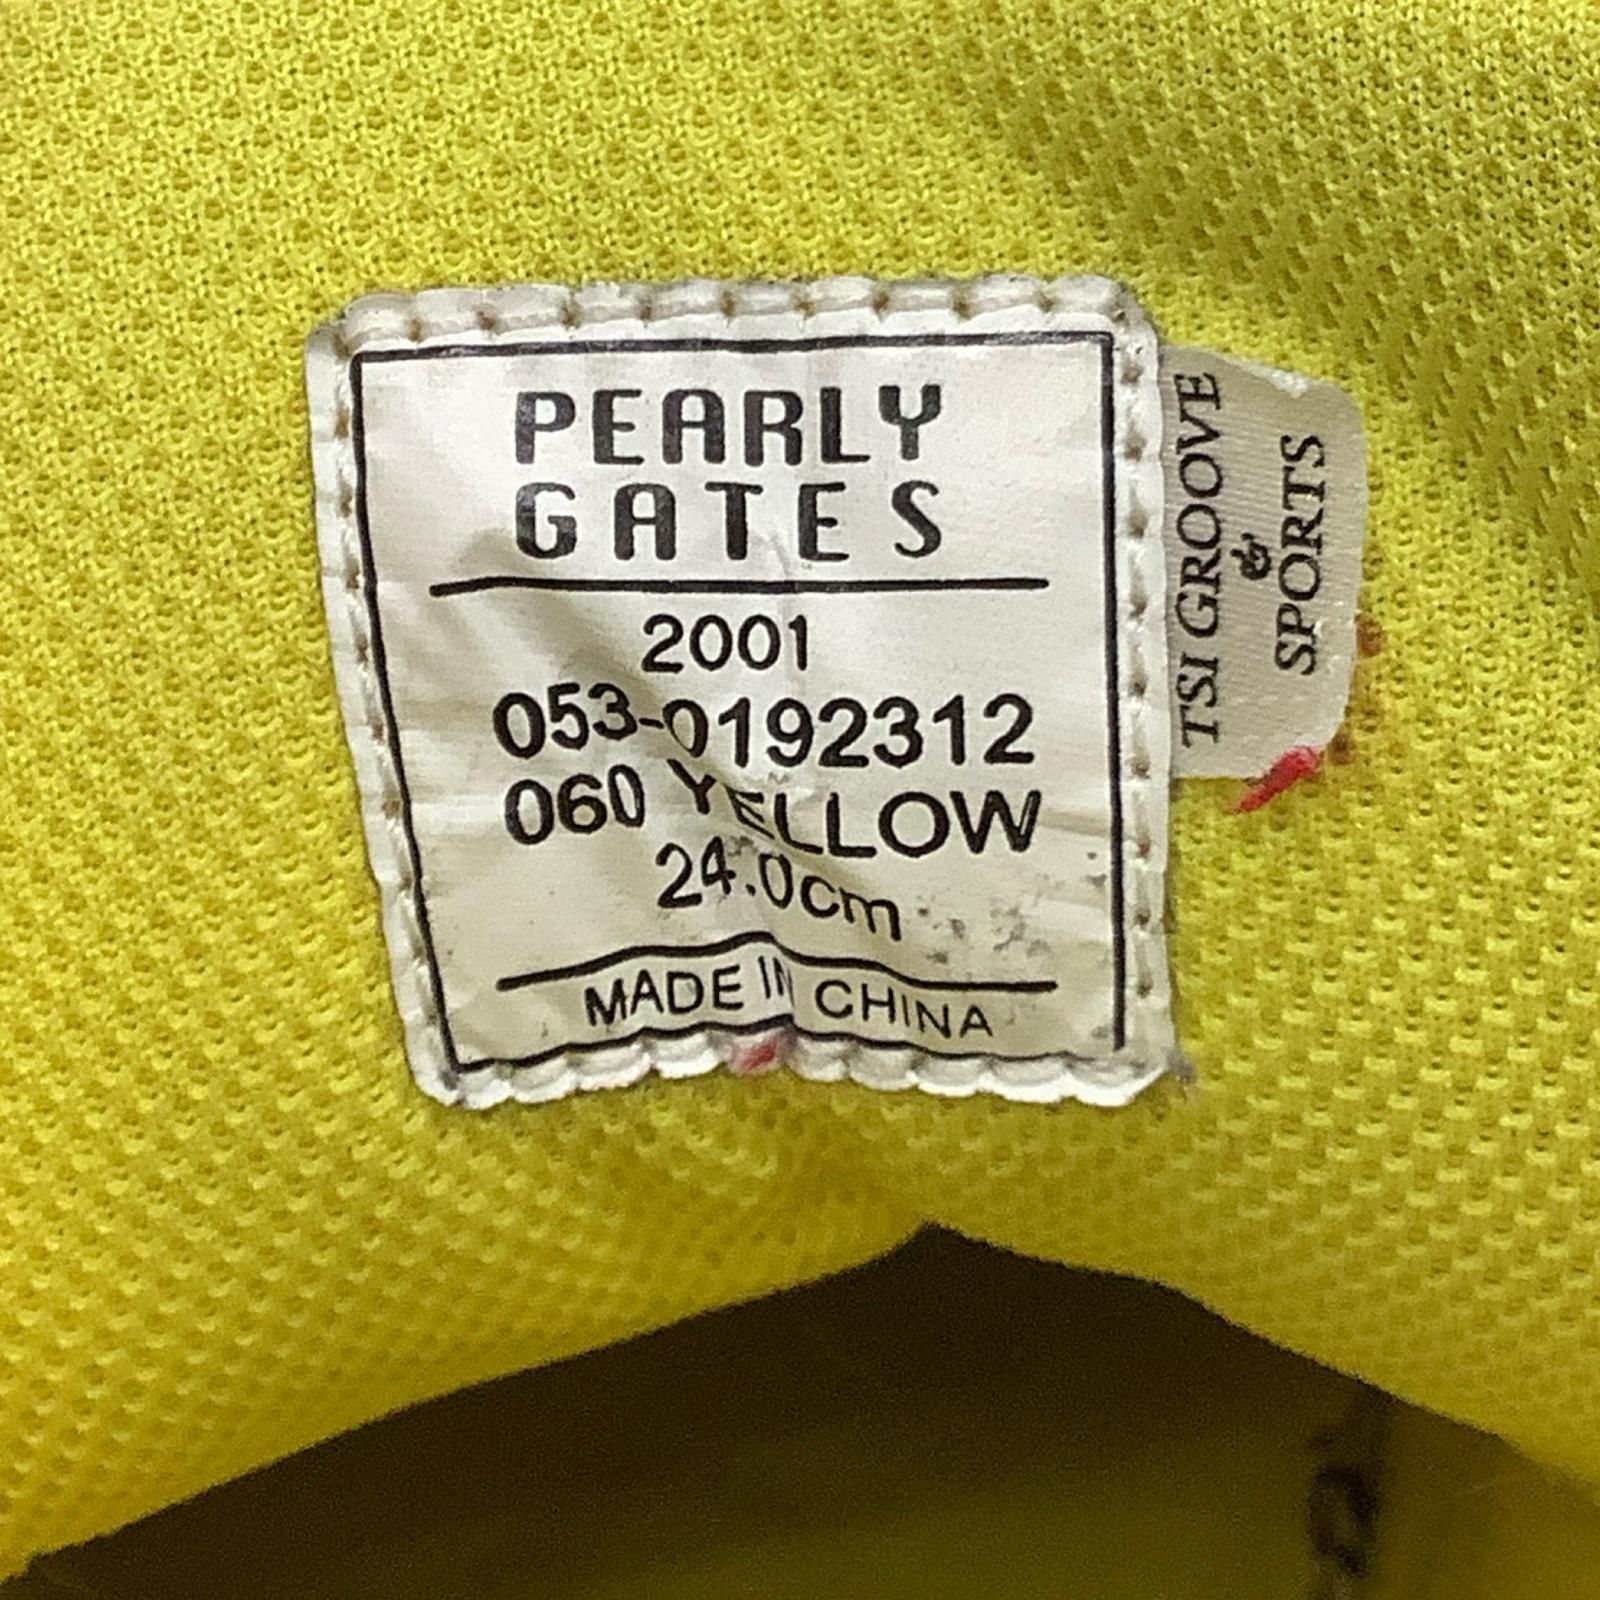 PEARLY
GATES
2001
053-0192312
060 YELLOW
24.0cm
MADE IN CHINA
TSI GROOVE
&
SPORTS